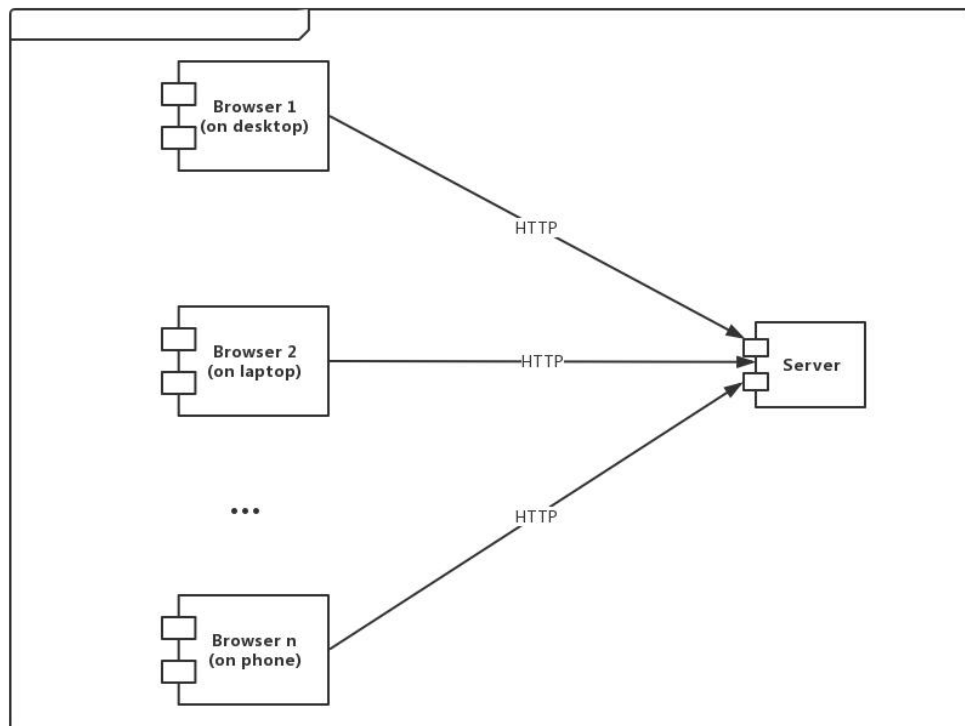 Browser 1
(on desktop)
HTTP
Browser 2
(on laptop)
HTTP
Server
...
HTTP
Browser n
(on phone)